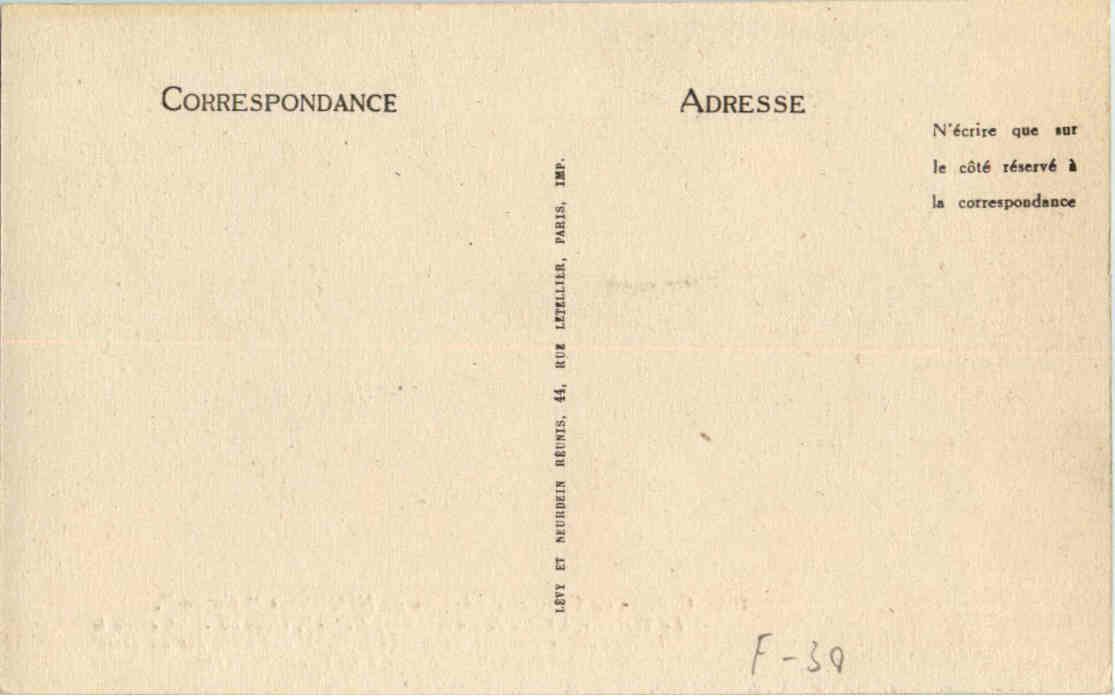 CORRESPONDANCE
ADRESSE
N'écrire que sur
le côté réservé à
la correspondance
LÉVY ET NEURDEIN RÉUNIS, 44, RUE LETELLIER, PARIS, IMP.
F-30